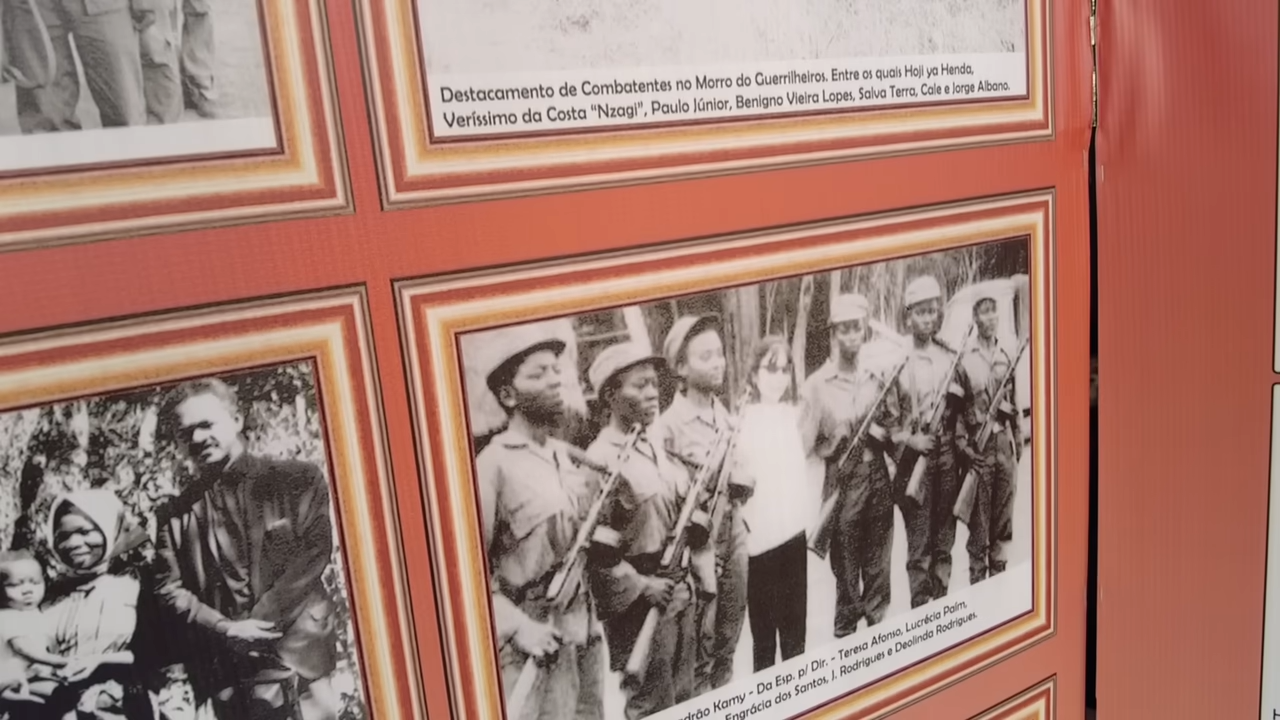 Destacamento de Combatentes no Morro do Guerrilheiros. Entre os quais Hoji ya Henda,
Veríssimo da Costa “Nzagi”, Paulo Júnior, Benigno Vieira Lopes, Salva Terra, Cale e Jorge Albano.
Kamy - Da Esp. p/ Dir. - Teresa Afonso, Lucrécia Paim,
Engrácia dos Santos, J. Rodrigues e Deolinda Rodrigues.